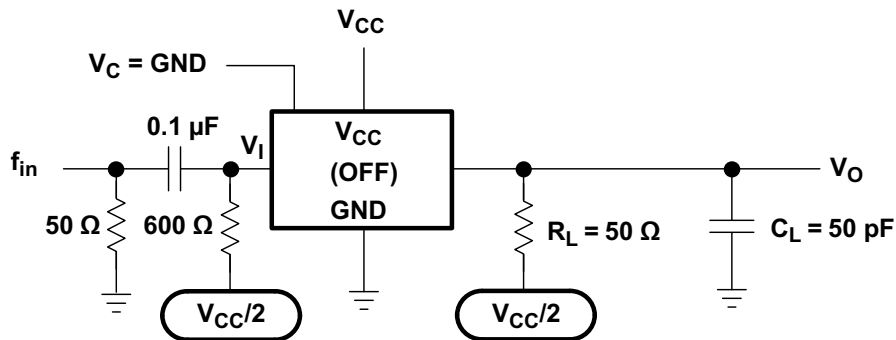 V_CC
V_C = GND
0.1 µF
f_in
V_I
V_CC
(OFF)
GND
V_O
50 Ω
600 Ω
R_L = 50 Ω
C_L = 50 pF
V_CC/2
V_CC/2